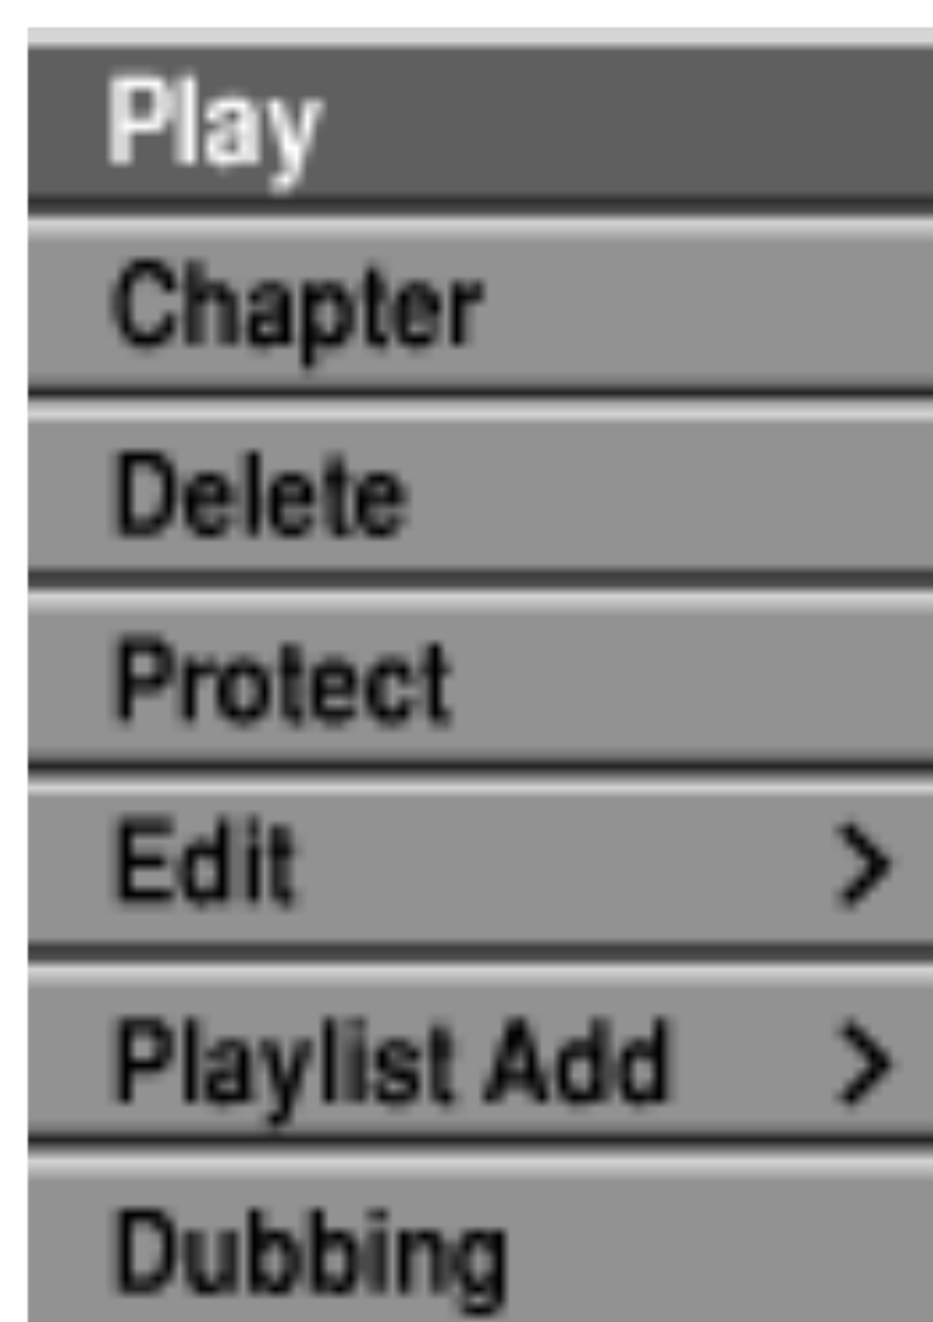 Play
Chapter
Delete
Protect
Edit >
Playlist Add >
Dubbing